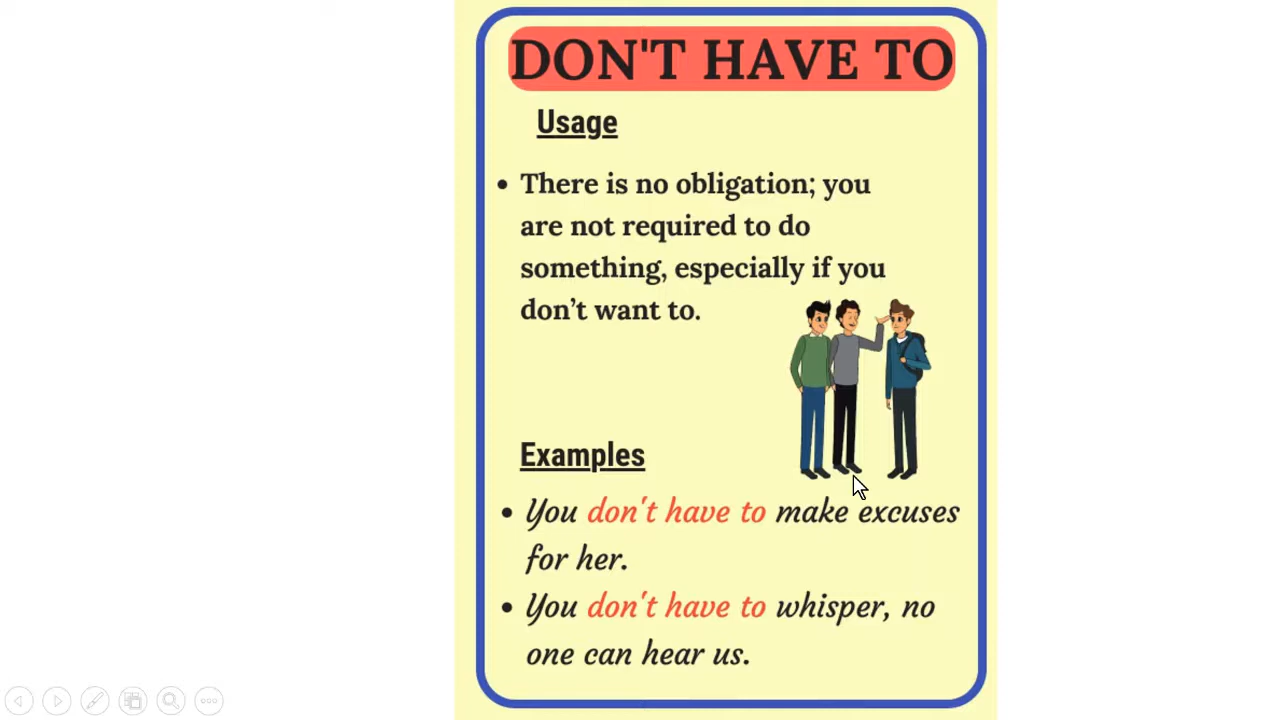 DON'T HAVE TO
Usage
• There is no obligation; you
are not required to do
something, especially if you
don’t want to.
Examples
• You don't have to make excuses
for her.
• You don't have to whisper, no
one can hear us.